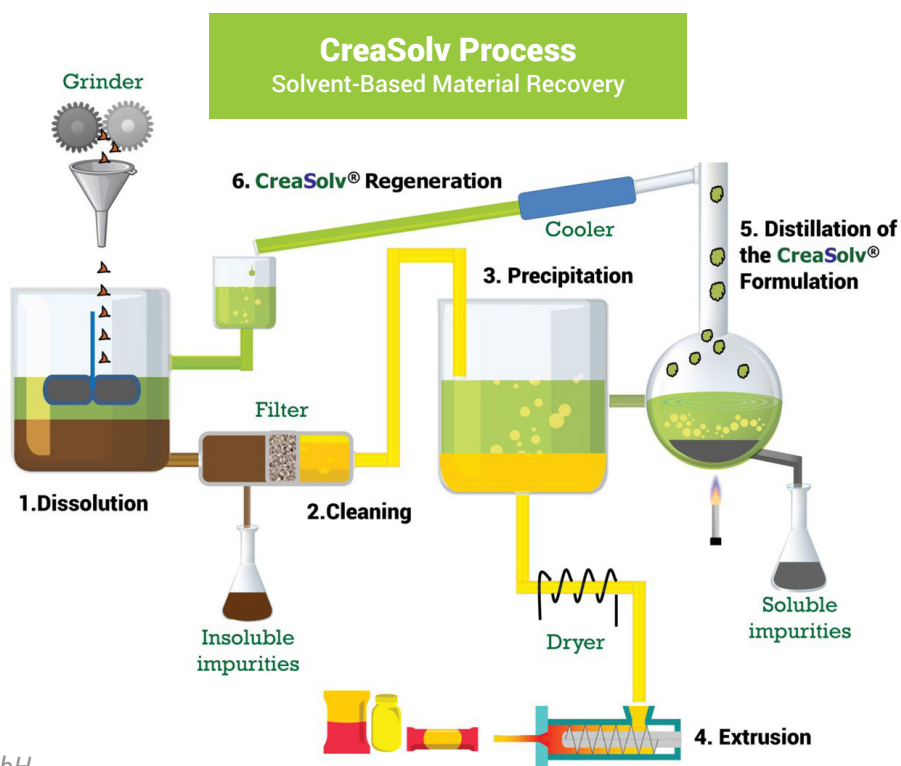 CreaSolv Process
Solvent-Based Material Recovery
Grinder
6. CreaSolv® Regeneration
Cooler
5. Distillation of
the CreaSolv®
Formulation
3. Precipitation
Filter
1.Dissolution
2.Cleaning
Insoluble
impurities
Dryer
Soluble
impurities
4. Extrusion
bH